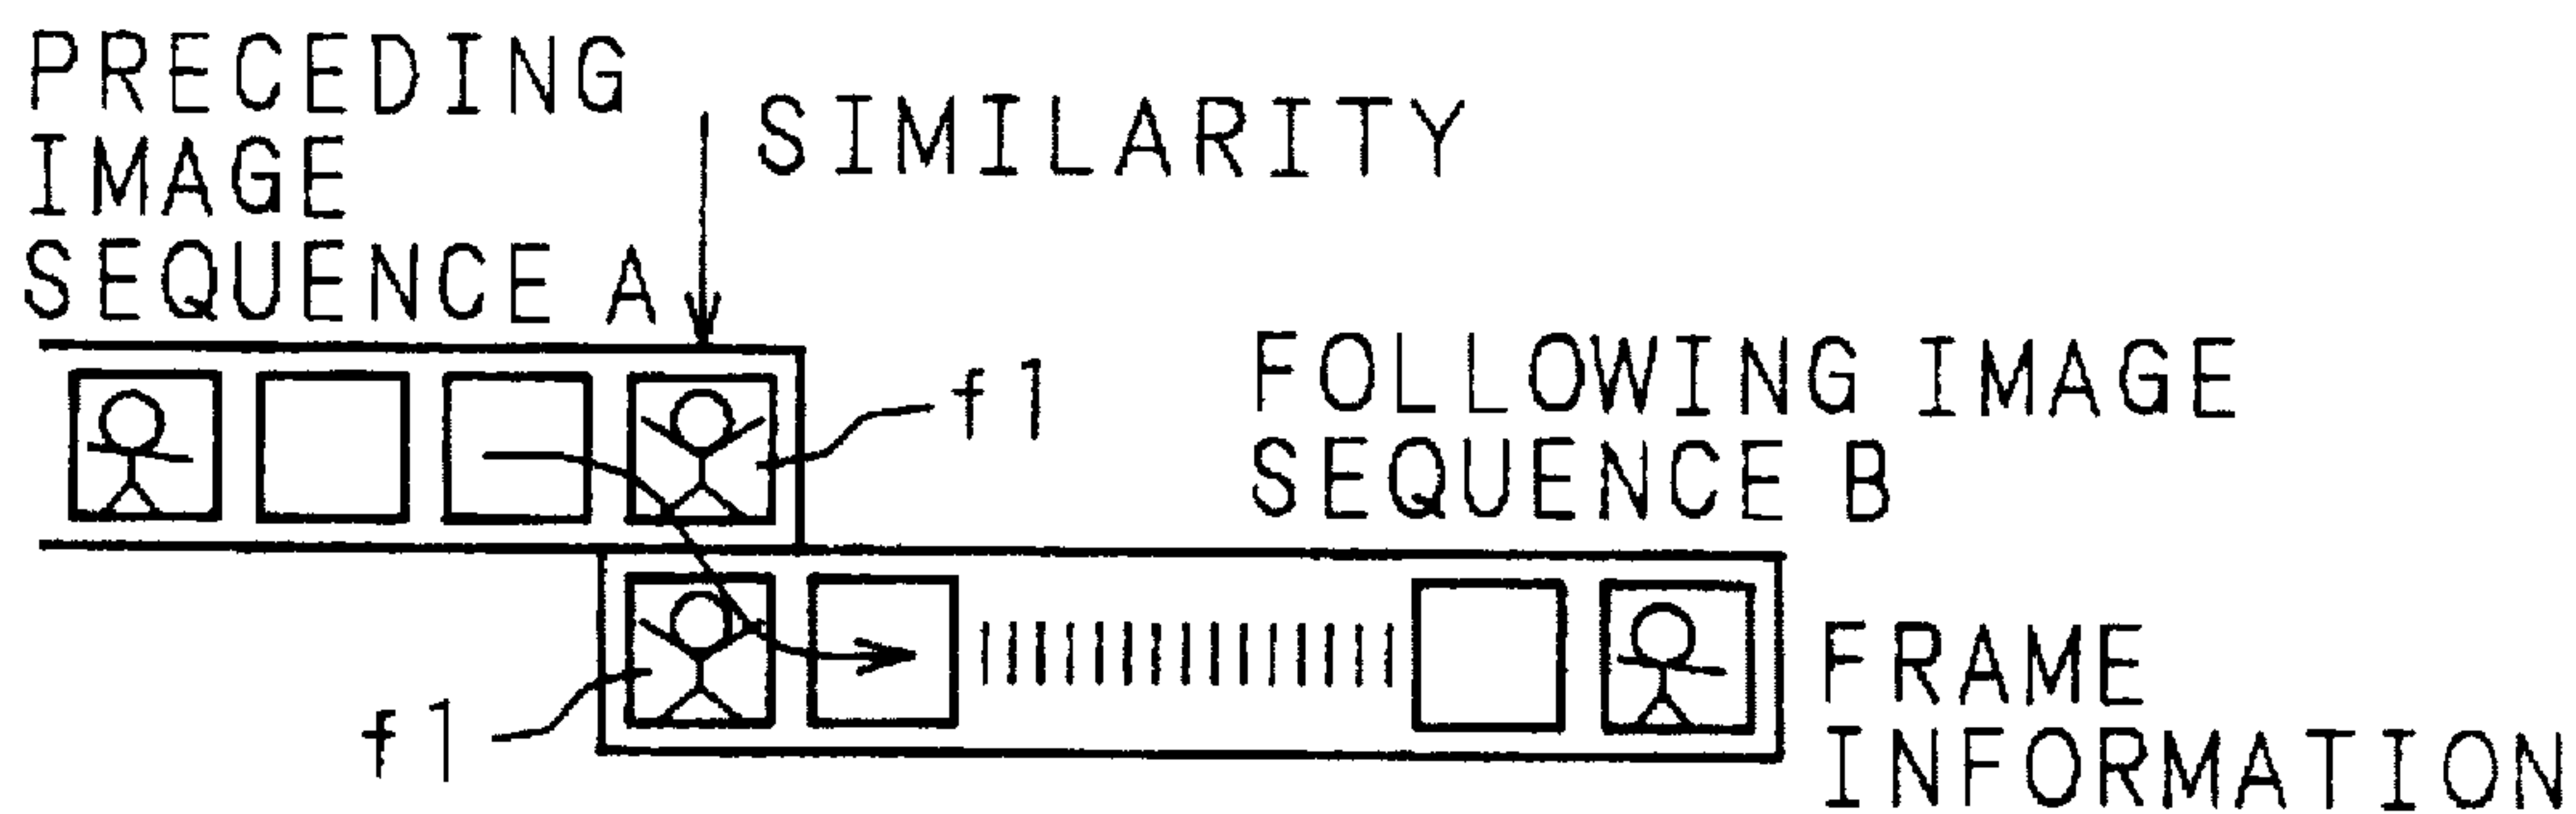 PRECEDING
IMAGE
SEQUENCE A
SIMILARITY
f1
FOLLOWING IMAGE
SEQUENCE B
f1
FRAME
INFORMATION